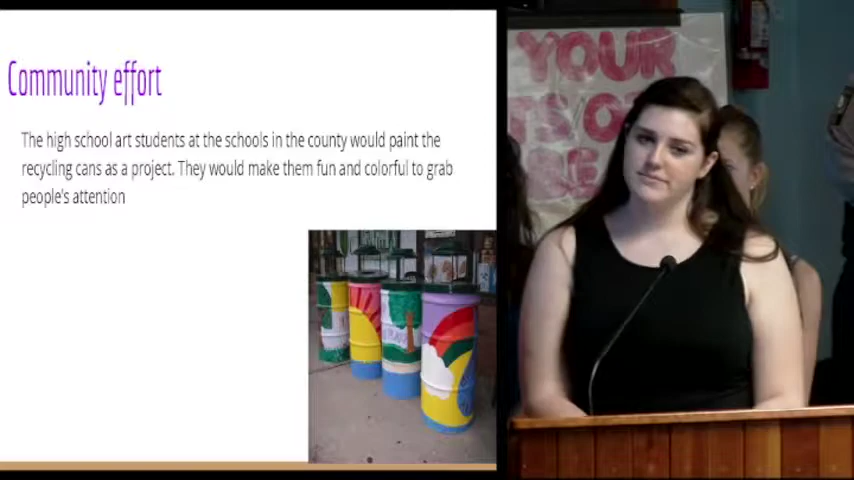 Community effort
The high school art students at the schools in the county would paint the
recycling cans as a project. They would make them fun and colorful to grab
people's attention
YOUR